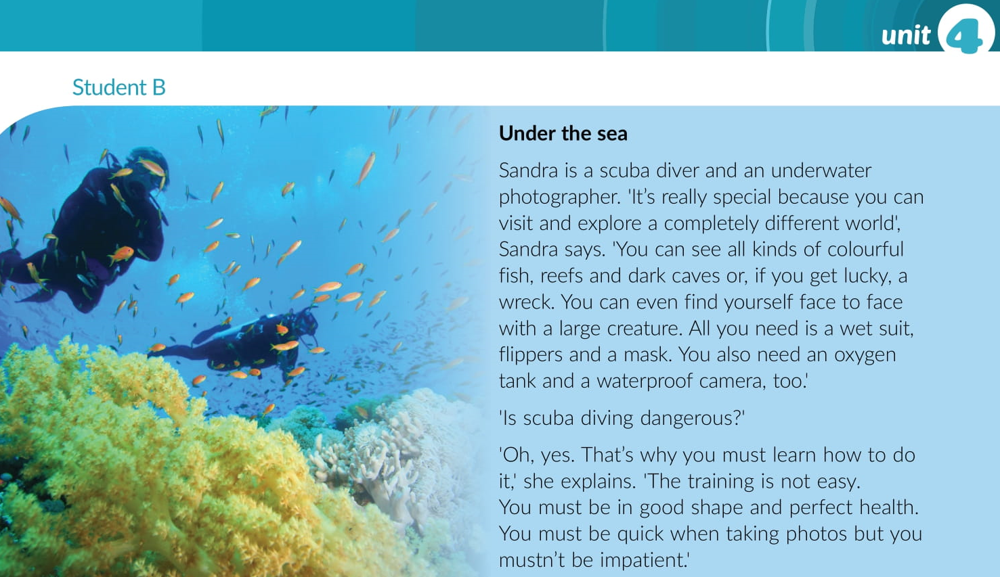 unit 4
Student B
Under the sea
Sandra is a scuba diver and an underwater
photographer. 'It’s really special because you can
visit and explore a completely different world',
Sandra says. 'You can see all kinds of colourful
fish, reefs and dark caves or, if you get lucky, a
wreck. You can even find yourself face to face
with a large creature. All you need is a wet suit,
flippers and a mask. You also need an oxygen
tank and a waterproof camera, too.'
'Is scuba diving dangerous?'
'Oh, yes. That’s why you must learn how to do
it,' she explains. 'The training is not easy.
You must be in good shape and perfect health.
You must be quick when taking photos but you
mustn’t be impatient.'